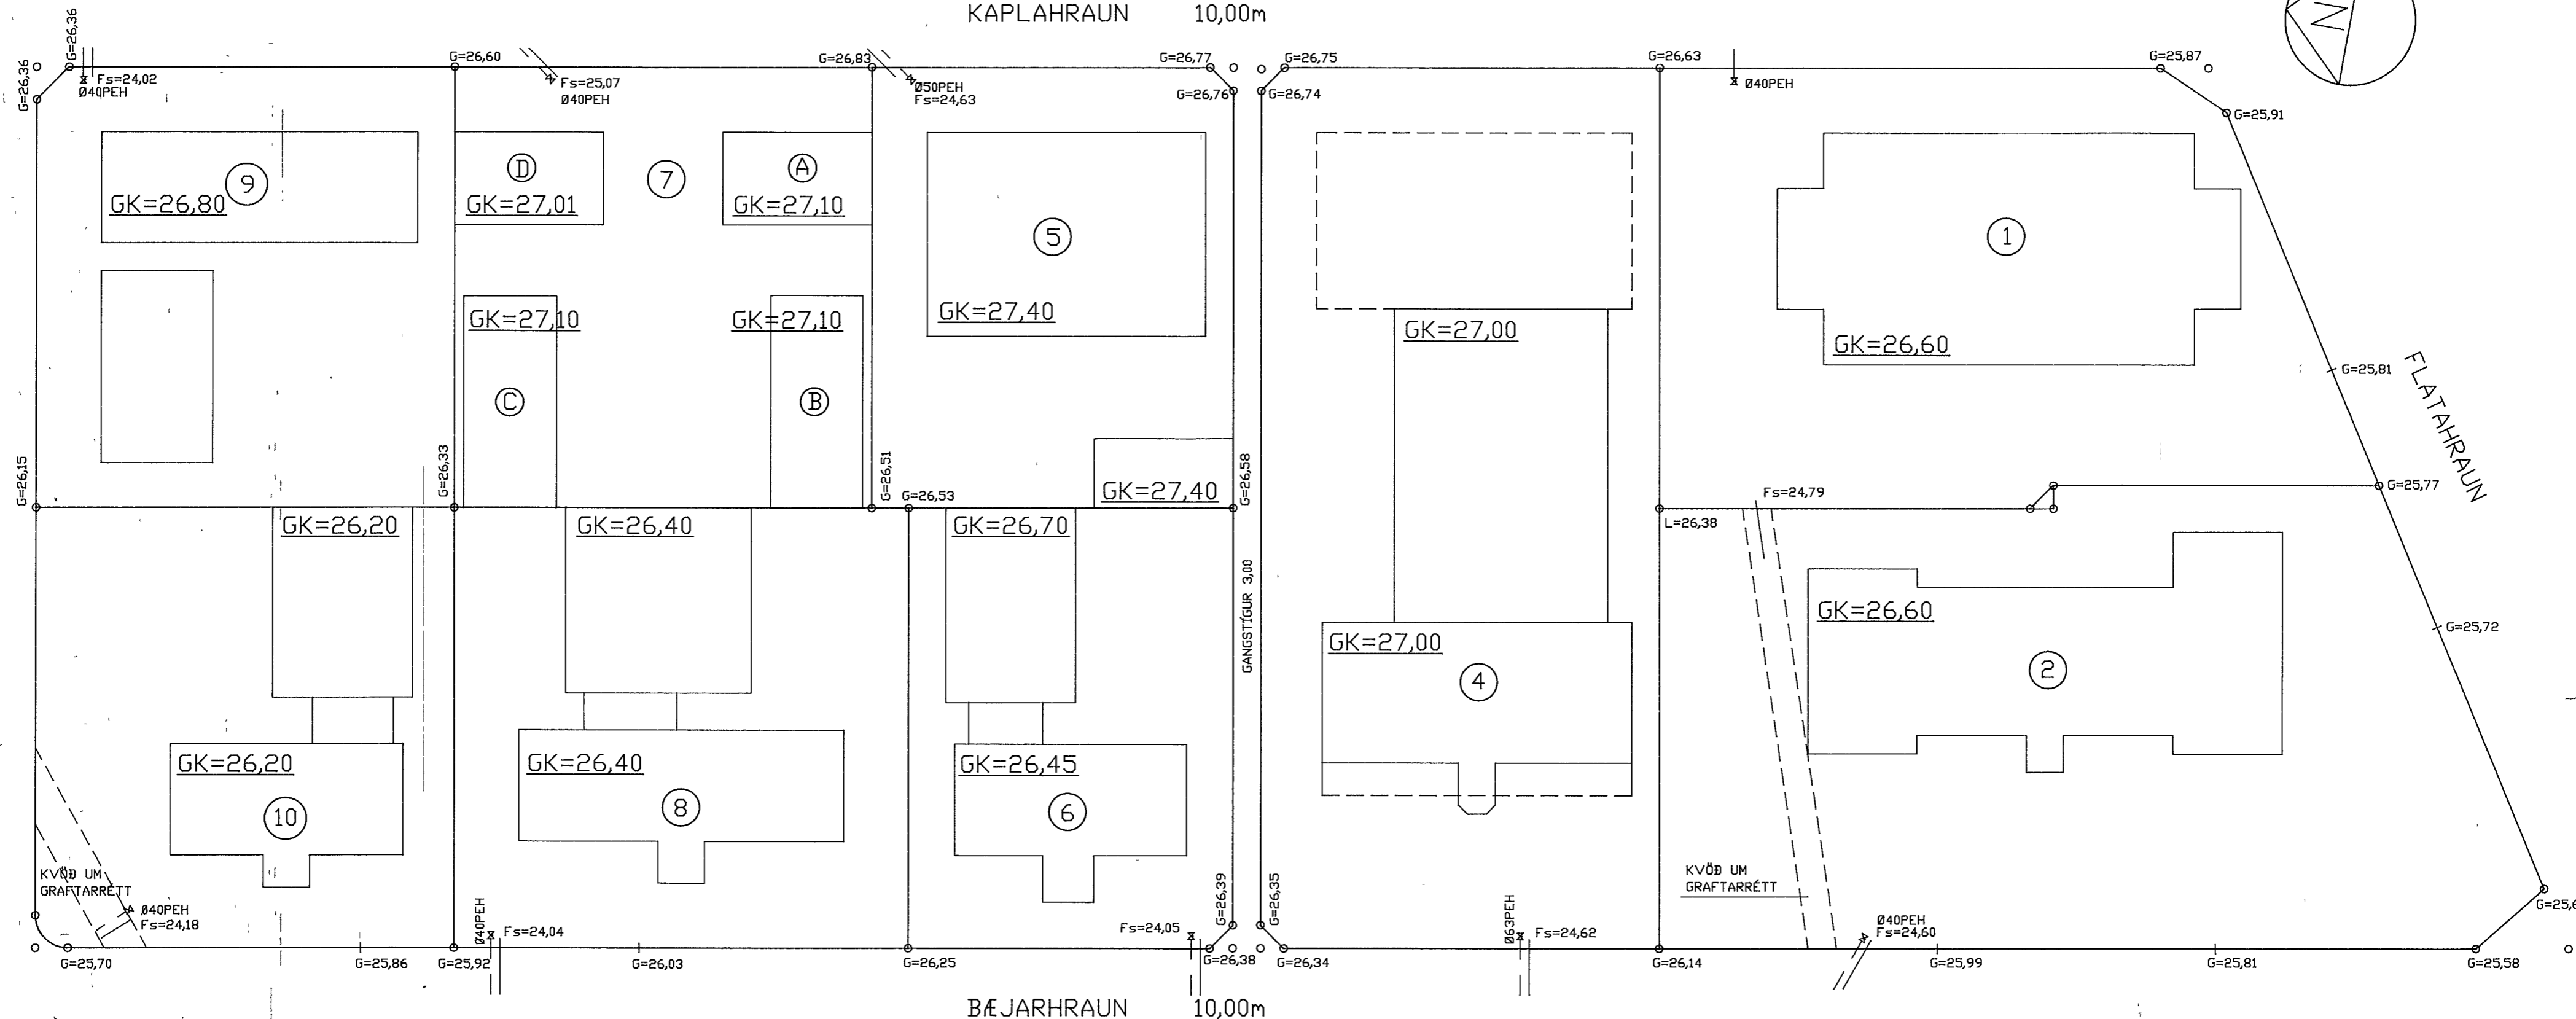 KAPLAHRAUN 10,00m
N
G=26,36
G=26,36
Fs=24,02
Ø40PEH
G=26,60
Fs=25,07
Ø40PEH
G=26,83
Ø50PEH
Fs=24,63
G=26,77
G=26,76
G=26,75
G=26,74
G=26,63
Ø40PEH
G=25,87
G=25,91
9
GK=26,80
D
GK=27,01
7
A
GK=27,10
5
GK=27,40
1
GK=26,60
GK=27,10
GK=27,10
C
B
GK=27,00
G=25,81
FLATAHRAUN
G=26,15
G=26,33
G=26,51
G=26,53
GK=27,40
G=26,58
Fs=24,79
L=26,38
G=25,77
GK=26,20
GK=26,40
GK=26,70
GANGSTÍGUR 3,00
GK=27,00
4
GK=26,60
2
G=25,72
GK=26,20
10
GK=26,40
8
GK=26,45
6
KVÖÐ UM
GRAFTARRÉTT
Ø40PEH
Fs=24,18
Ø40PEH
Fs=24,04
Fs=24,05
G=26,39
G=26,35
Ø63PEH
Fs=24,62
KVÖÐ UM
GRAFTARRÉTT
Ø40PEH
Fs=24,60
G=25,70
G=25,86
G=25,92
G=26,03
G=26,25
G=26,38
G=26,34
G=26,14
G=25,99
G=25,81
G=25,58
BÆJARHRAUN 10,00m